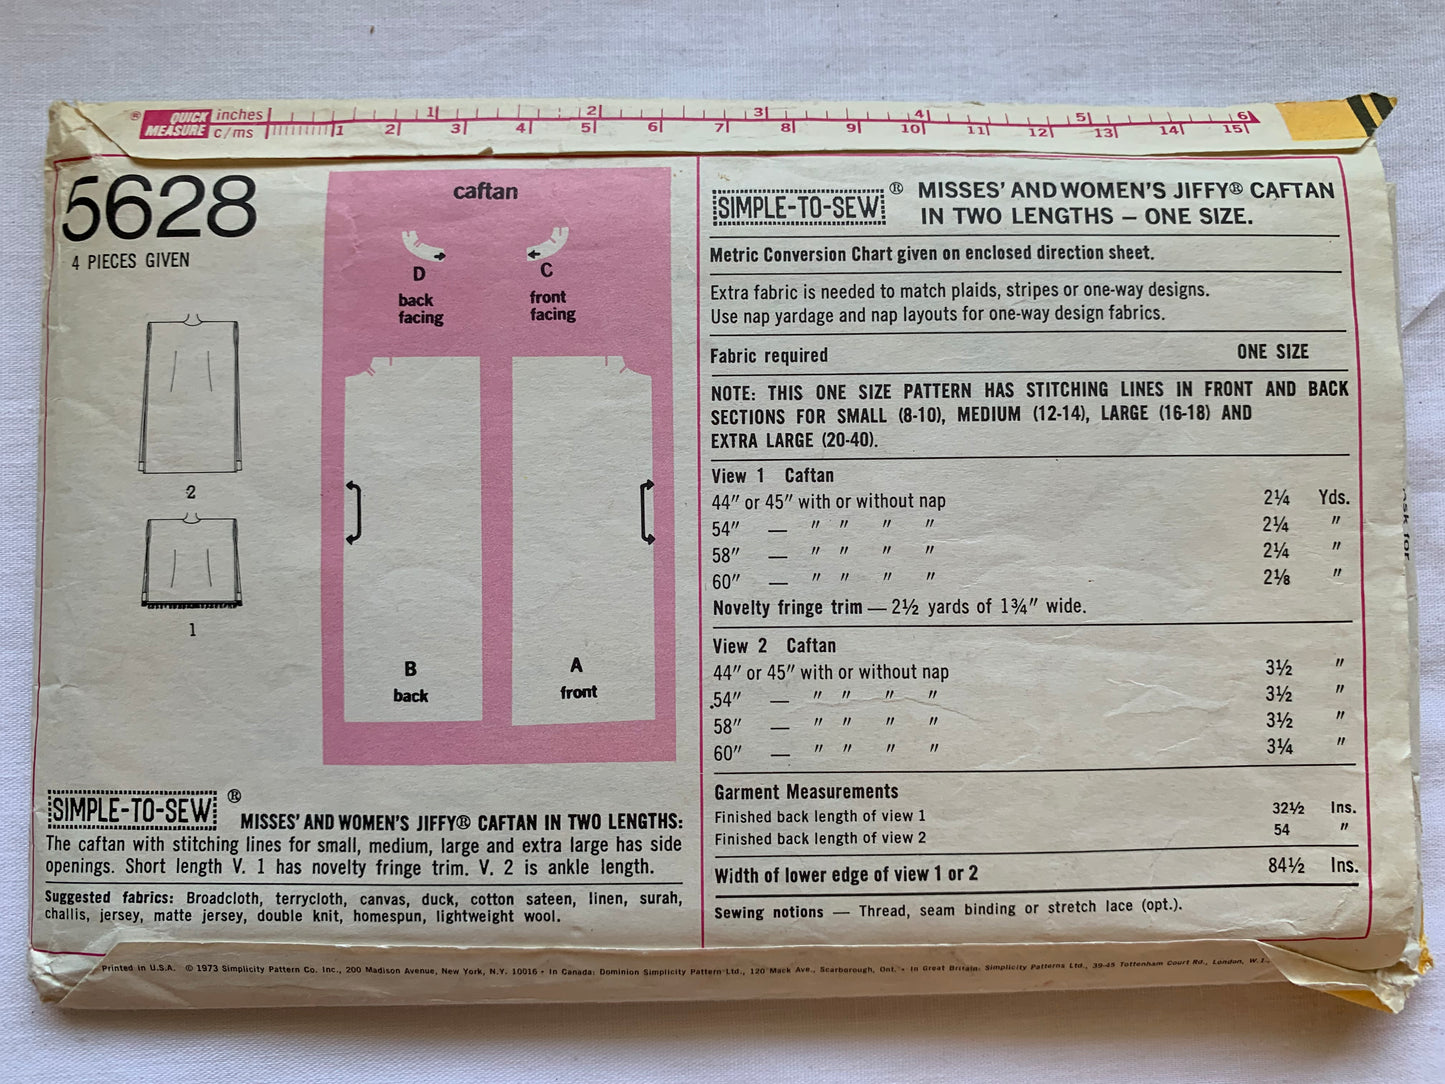 ® QUICK MEASURE inches 1 2 3 4 5 6
c/ms 1 2 3 4 5 6 7 8 9 10 11 12 13 14 15
5628
4 PIECES GIVEN
2
1
caftan
D
back
facing
C
front
facing
B
back
A
front
SIMPLE-TO-SEW ® MISSES' AND WOMEN'S JIFFY® CAFTAN IN TWO LENGTHS:
The caftan with stitching lines for small, medium, large and extra large has side
openings. Short length V. 1 has novelty fringe trim. V. 2 is ankle length.
Suggested fabrics: Broadcloth, terrycloth, canvas, duck, cotton sateen, linen, surah,
challis, jersey, matte jersey, double knit, homespun, lightweight wool.
SIMPLE-TO-SEW ® MISSES' AND WOMEN'S JIFFY® CAFTAN
IN TWO LENGTHS – ONE SIZE.
Metric Conversion Chart given on enclosed direction sheet.
Extra fabric is needed to match plaids, stripes or one-way designs.
Use nap yardage and nap layouts for one-way design fabrics.
Fabric required ONE SIZE
NOTE: THIS ONE SIZE PATTERN HAS STITCHING LINES IN FRONT AND BACK
SECTIONS FOR SMALL (8-10), MEDIUM (12-14), LARGE (16-18) AND
EXTRA LARGE (20-40).
View 1 Caftan
44" or 45" with or without nap 2¼ Yds.
54" — " " " " 2¼ "
58" — " " " " 2¼ "
60" — " " " " 2⅛ "
Novelty fringe trim — 2½ yards of 1¾" wide.
View 2 Caftan
44" or 45" with or without nap 3½ "
54" — " " " " 3½ "
58" — " " " " 3½ "
60" — " " " " 3¼ "
Garment Measurements
Finished back length of view 1 32½ Ins.
Finished back length of view 2 54 "
Width of lower edge of view 1 or 2 84½ Ins.
Sewing notions — Thread, seam binding or stretch lace (opt.).
Printed in U.S.A. © 1973 Simplicity Pattern Co. Inc., 200 Madison Avenue, New York, N.Y. 10016 • In Canada: Dominion Simplicity Pattern Ltd., 120 Mack Ave., Scarborough, Ont. • In Great Britain: Simplicity Patterns Ltd., 39-45 Tottenham Court Rd., London, W.1.